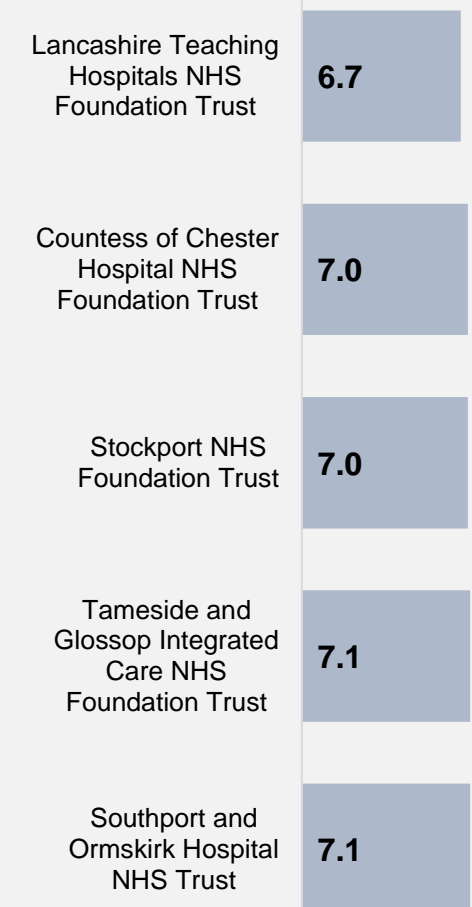 Lancashire Teaching
Hospitals NHS
Foundation Trust
6.7
Countess of Chester
Hospital NHS
Foundation Trust
7.0
Stockport NHS
Foundation Trust
7.0
Tameside and
Glossop Integrated
Care NHS
Foundation Trust
7.1
Southport and
Ormskirk Hospital
NHS Trust
7.1